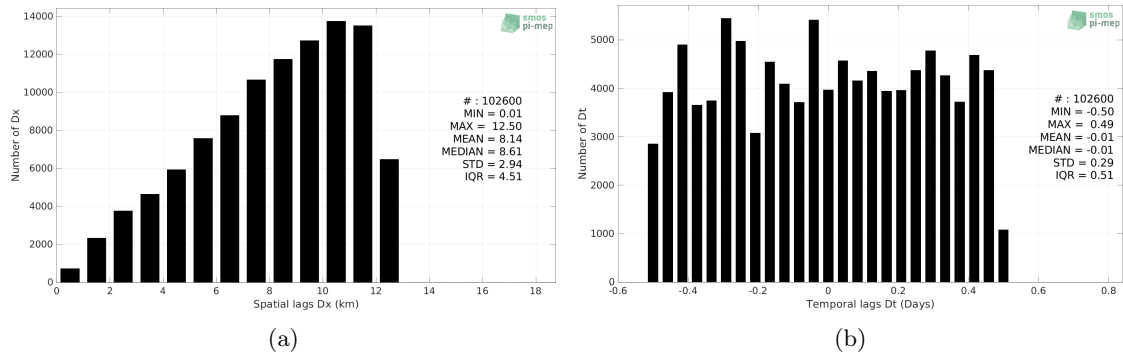 14000
12000
10000
8000
6000
4000
2000
0
Number of Dx
smos
pi-mep
# : 102600
MIN = 0.01
MAX = 12.50
MEAN = 8.14
MEDIAN = 8.61
STD = 2.94
IQR = 4.51
0 2 4 6 8 10 12 14 16 18
Spatial lags Dx (km)
(a)
5000
4000
3000
2000
1000
0
Number of Dt
smos
pi-mep
# : 102600
MIN = -0.50
MAX = 0.49
MEAN = -0.01
MEDIAN = -0.01
STD = 0.29
IQR = 0.51
-0.6 -0.4 -0.2 0 0.2 0.4 0.6 0.8
Temporal lags Dt (Days)
(b)